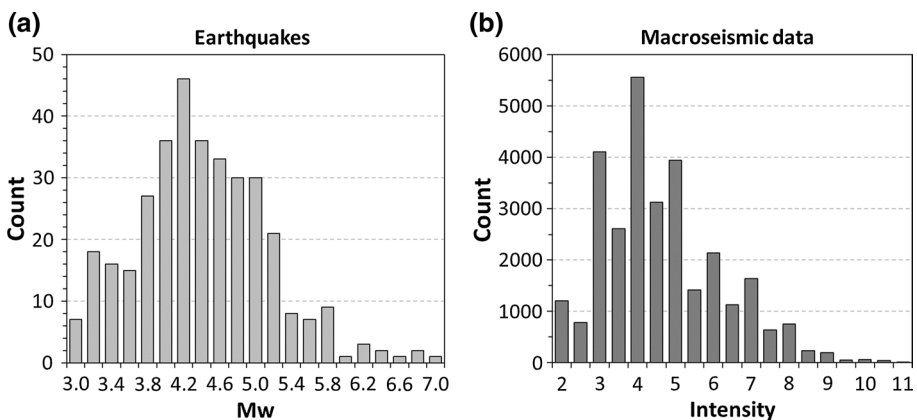 (a)
Earthquakes
50
40
30
20
10
0
Count
3.0 3.4 3.8 4.2 4.6 5.0 5.4 5.8 6.2 6.6 7.0
Mw
(b)
Macroseismic data
6000
5000
4000
3000
2000
1000
0
Count
2 3 4 5 6 7 8 9 10 11
Intensity